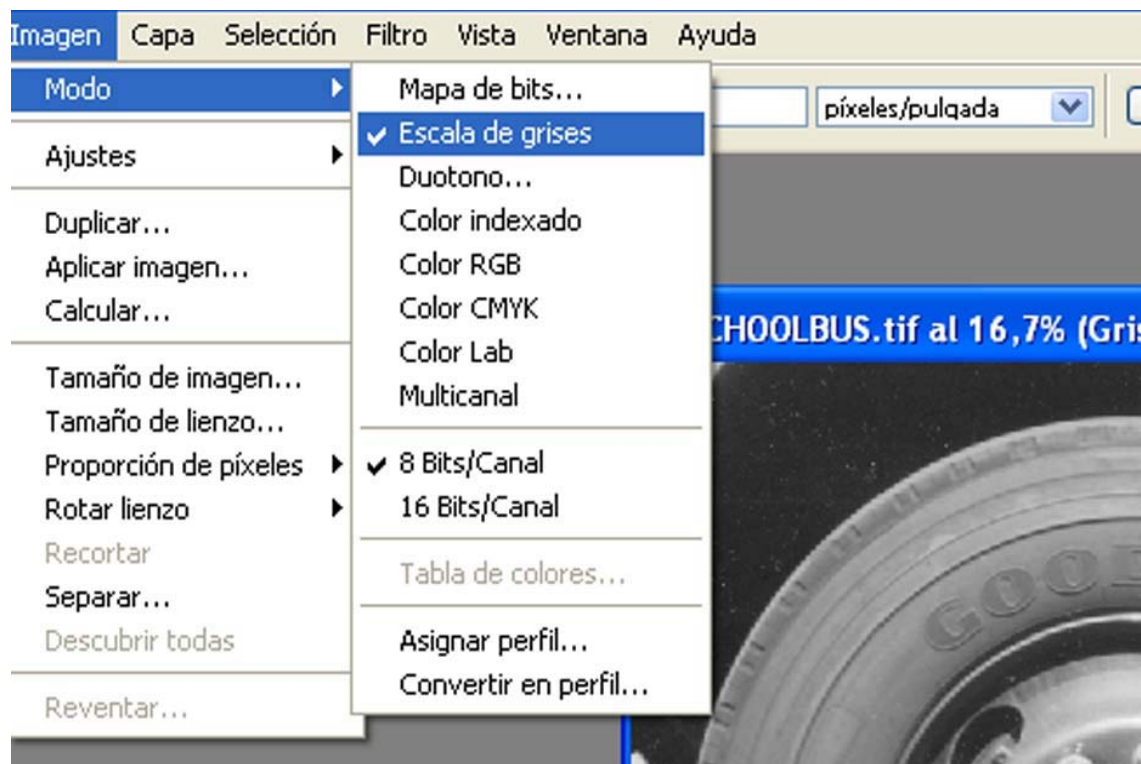 Imagen Capa Selección Filtro Vista Ventana Ayuda
píxeles/pulgada
Modo
Ajustes
Duplicar...
Aplicar imagen...
Calcular...
Tamaño de imagen...
Tamaño de lienzo...
Proporción de píxeles
Rotar lienzo
Recortar
Separar...
Descubrir todas
Reventar...
Mapa de bits...
Escala de grises
Duotono...
Color indexado
Color RGB
Color CMYK
Color Lab
Multicanal
8 Bits/Canal
16 Bits/Canal
Tabla de colores...
Asignar perfil...
Convertir en perfil...
CHOOLBUS.tif al 16,7% (Gris
GOO